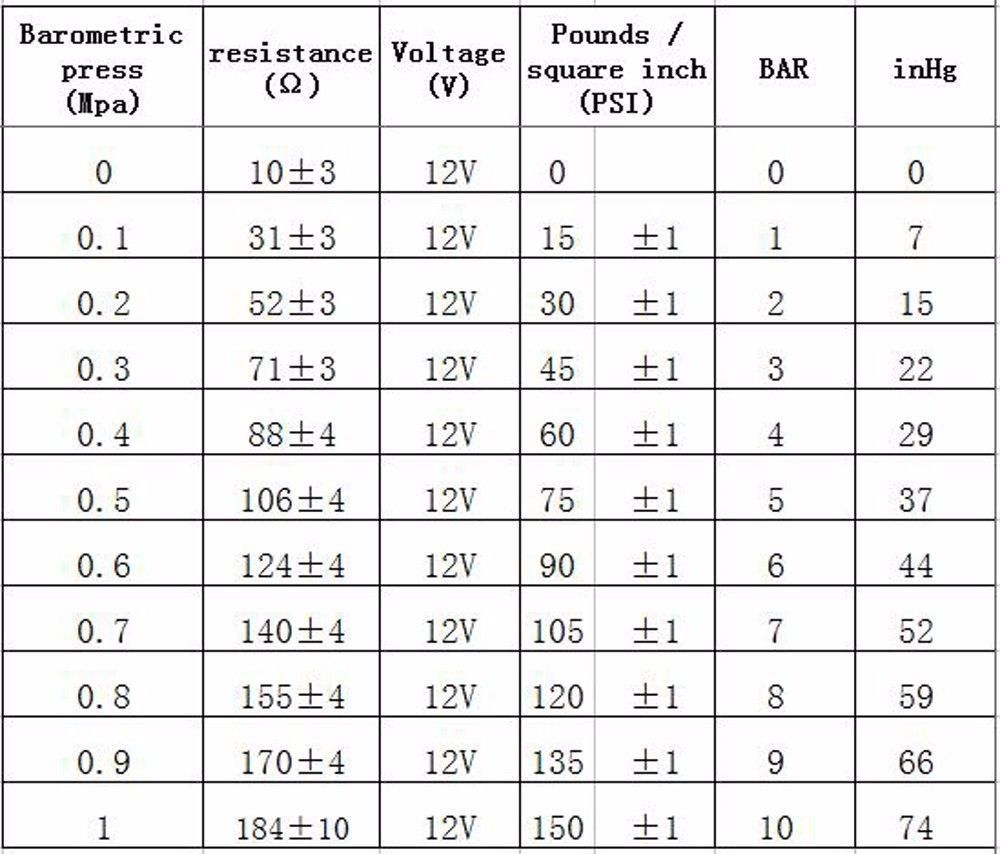 Barometric press (Mpa) resistance (Ω) Voltage (V) Pounds / square inch (PSI) BAR inHg
0 10±3 12V 0 0 0
0.1 31±3 12V 15 ±1 1 7
0.2 52±3 12V 30 ±1 2 15
0.3 71±3 12V 45 ±1 3 22
0.4 88±4 12V 60 ±1 4 29
0.5 106±4 12V 75 ±1 5 37
0.6 124±4 12V 90 ±1 6 44
0.7 140±4 12V 105 ±1 7 52
0.8 155±4 12V 120 ±1 8 59
0.9 170±4 12V 135 ±1 9 66
1 184±10 12V 150 ±1 10 74